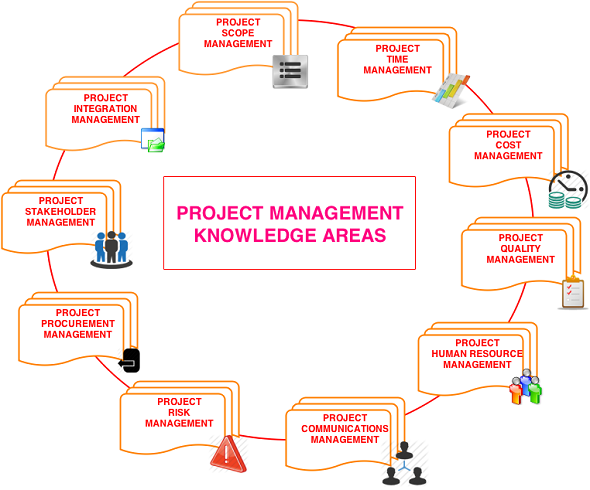 PROJECT
SCOPE
MANAGEMENT
PROJECT
TIME
MANAGEMENT
PROJECT
COST
MANAGEMENT
PROJECT
QUALITY
MANAGEMENT
PROJECT
HUMAN RESOURCE
MANAGEMENT
PROJECT
COMMUNICATIONS
MANAGEMENT
PROJECT
RISK
MANAGEMENT
PROJECT
PROCUREMENT
MANAGEMENT
PROJECT
STAKEHOLDER
MANAGEMENT
PROJECT
INTEGRATION
MANAGEMENT
PROJECT MANAGEMENT
KNOWLEDGE AREAS